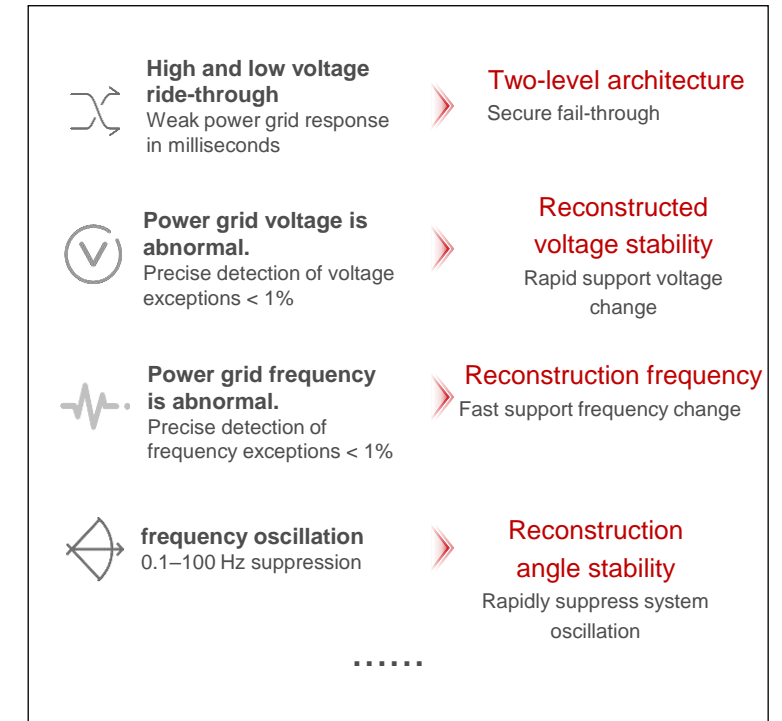 High and low voltage
ride-through
Weak power grid response
in milliseconds
Two-level architecture
Secure fail-through
Power grid voltage is
abnormal.
Precise detection of voltage
exceptions < 1%
Reconstructed
voltage stability
Rapid support voltage
change
Power grid frequency
is abnormal.
Precise detection of
frequency exceptions < 1%
Reconstruction frequency
Fast support frequency change
frequency oscillation
0.1–100 Hz suppression
Reconstruction
angle stability
Rapidly suppress system
oscillation
......